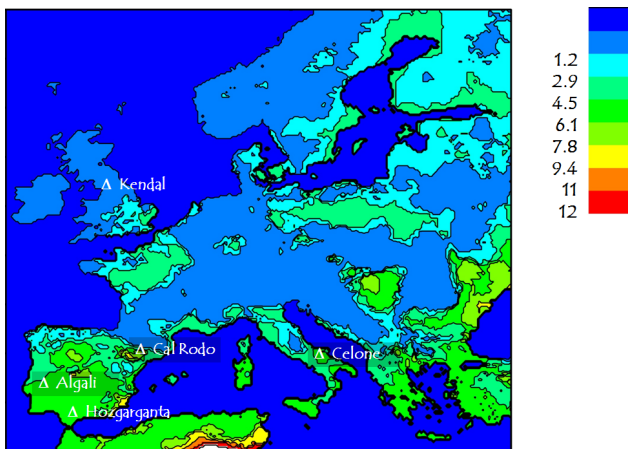 1.2
2.9
4.5
6.1
7.8
9.4
11
12
Δ Kendal
Δ Cal Rodo
Δ Celone
Δ Algali
Δ Hozgarganta